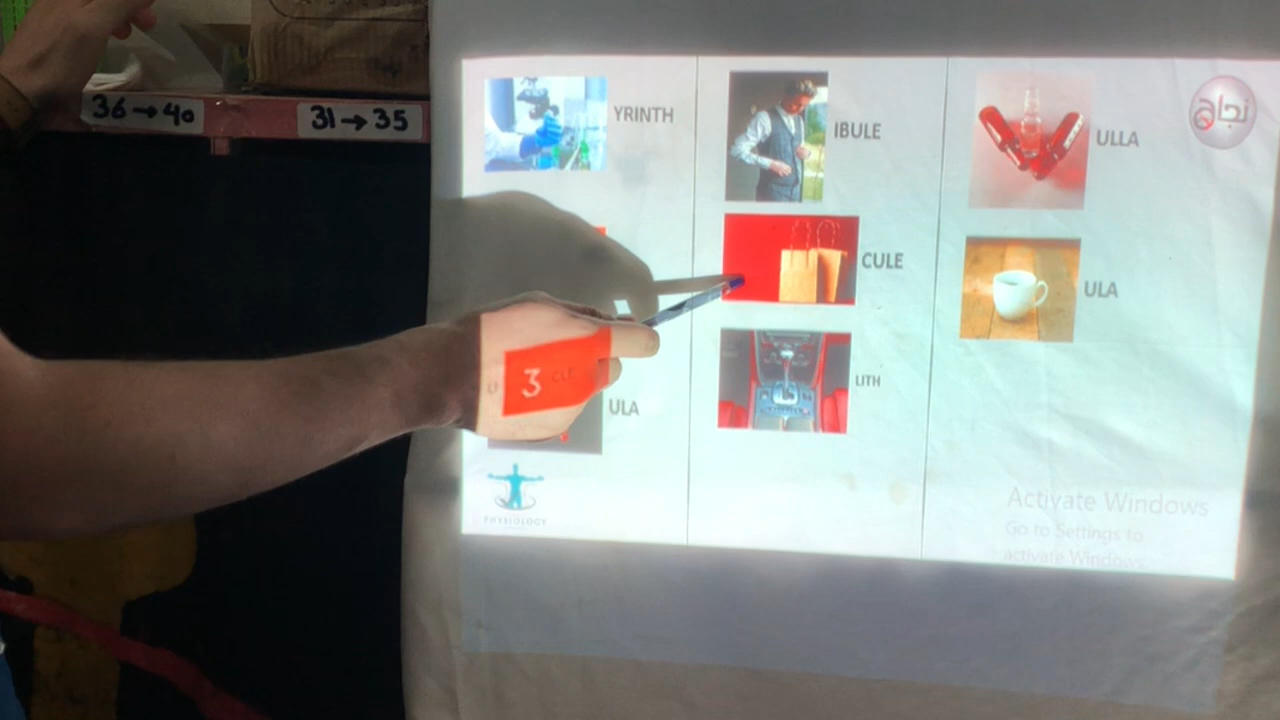 36→40
31→35
YRINTH
IBULE
ULLA
نجاح
CULE
ULA
3
CLE
LITH
ULA
PHYSIOLOGY
Activate Windows
Go to Settings to
activate Windows.